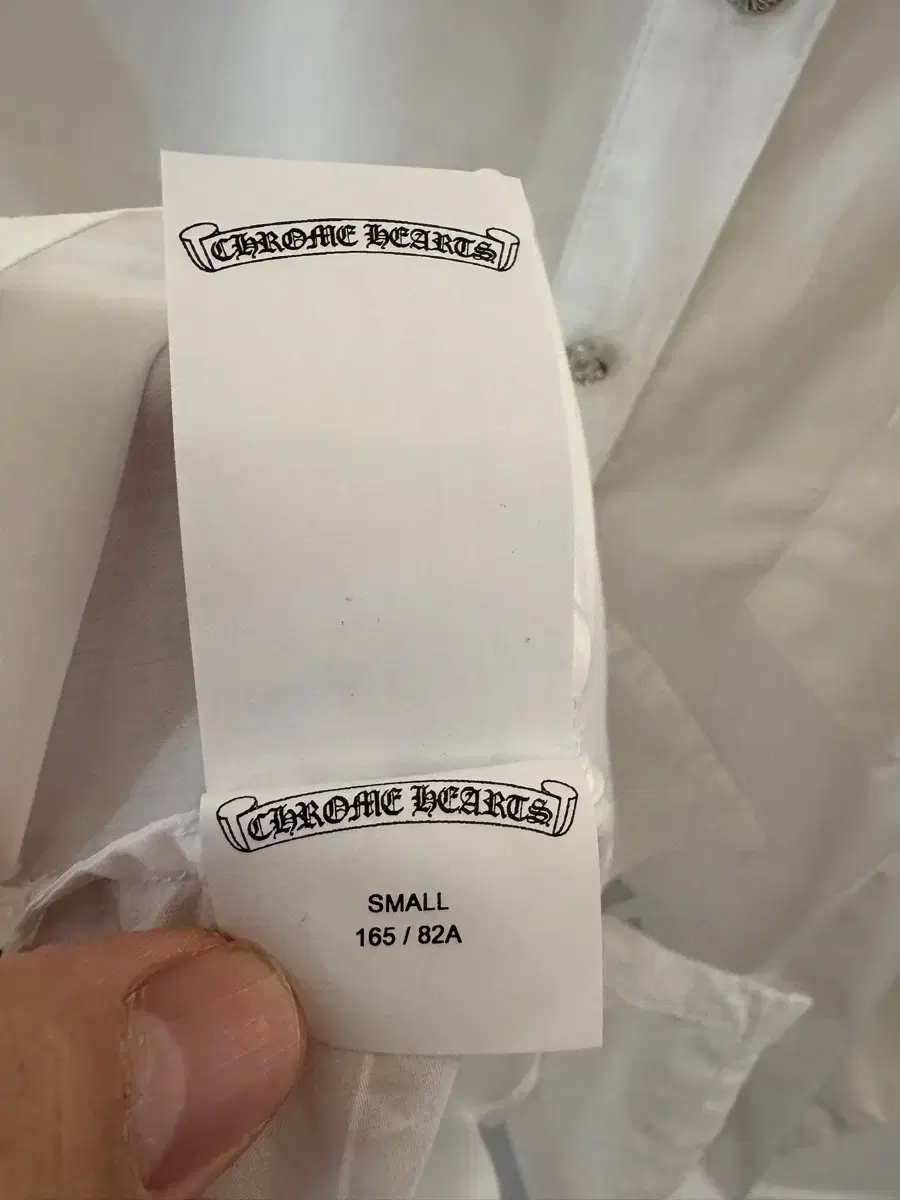 CHROME HEARTS
CHROME HEARTS
SMALL
165 / 82A